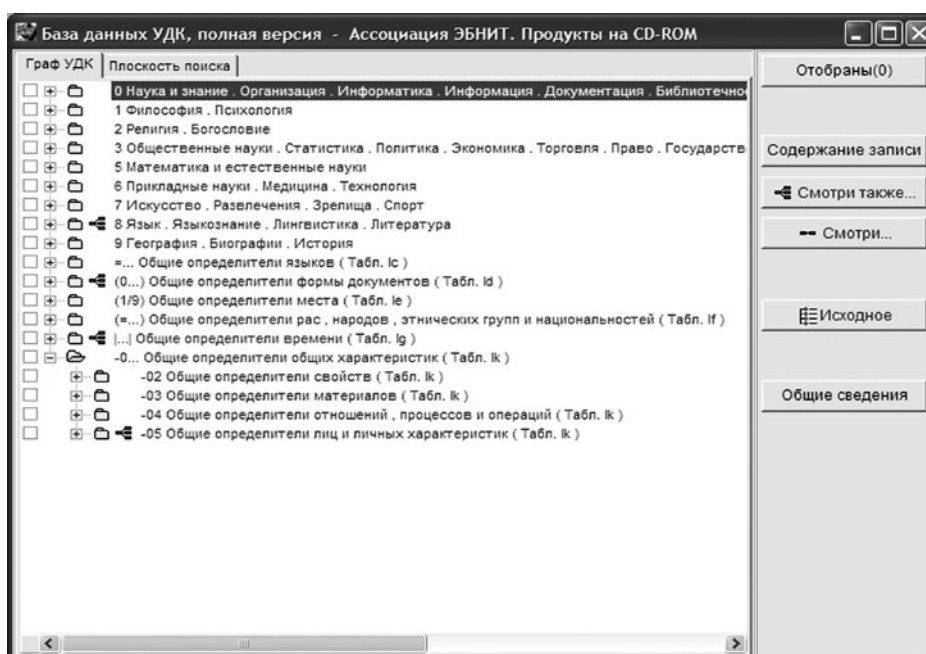 База данных УДК, полная версия - Ассоциация ЭБНИТ. Продукты на CD-ROM
Граф УДК Плоскость поиска
0 Наука и знание . Организация . Информатика . Информация . Документация . Библиотечно
1 Философия . Психология
2 Религия . Богословие
3 Общественные науки . Статистика . Политика . Экономика . Торговля . Право . Государств
5 Математика и естественные науки
6 Прикладные науки . Медицина . Технология
7 Искусство . Развлечения . Зрелища . Спорт
8 Язык . Языкознание . Лингвистика . Литература
9 География . Биографии . История
=... Общие определители языков ( Табл. Ic )
(0...) Общие определители формы документов ( Табл. Id )
(1/9) Общие определители места ( Табл. Ie )
(=...) Общие определители рас , народов , этнических групп и национальностей ( Табл. If )
|...| Общие определители времени ( Табл. Ig )
-0... Общие определители общих характеристик ( Табл. Ik )
-02 Общие определители свойств ( Табл. Ik )
-03 Общие определители материалов ( Табл. Ik )
-04 Общие определители отношений , процессов и операций ( Табл. Ik )
-05 Общие определители лиц и личных характеристик ( Табл. Ik )
Отобраны(0)
Содержание записи
Смотри также...
Смотри...
Исходное
Общие сведения